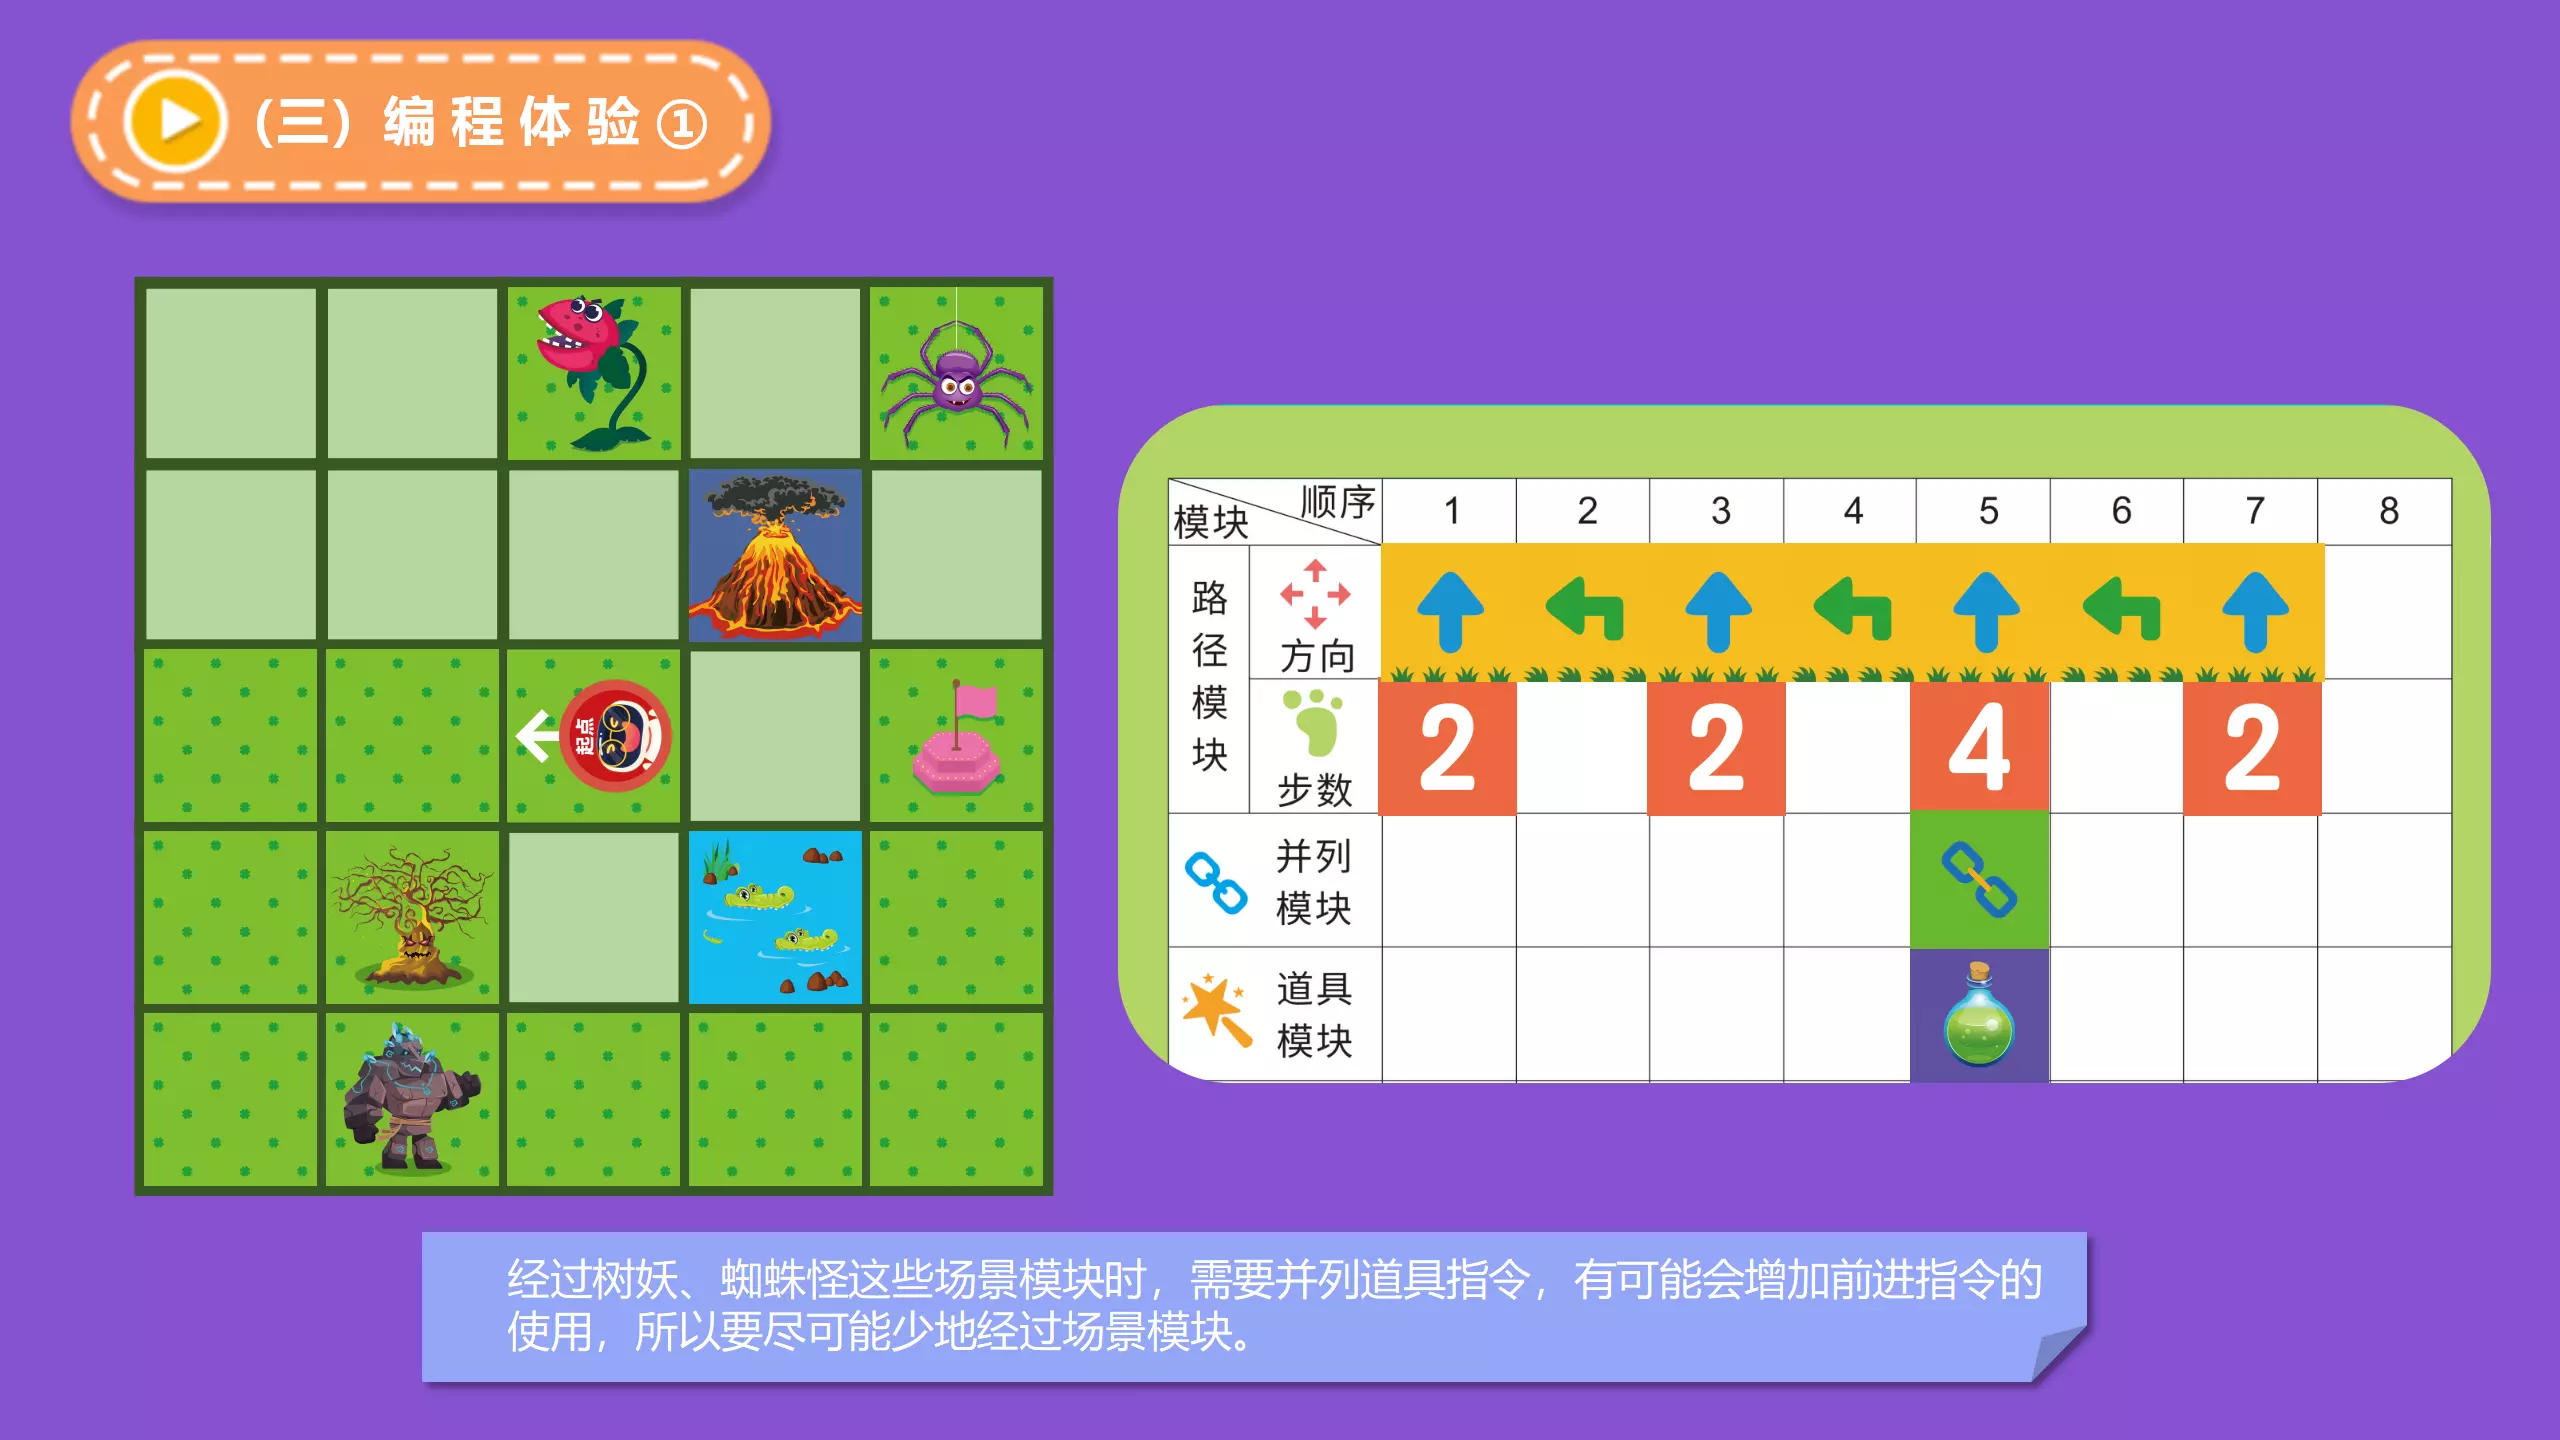 (三) 编程体验①
起点
模块 顺序 1 2 3 4 5 6 7 8
路径模块
方向
步数 2 2 4 2
并列
模块
道具
模块
经过树妖、蜘蛛怪这些场景模块时，需要并列道具指令，有可能会增加前进指令的
使用，所以要尽可能少地经过场景模块。